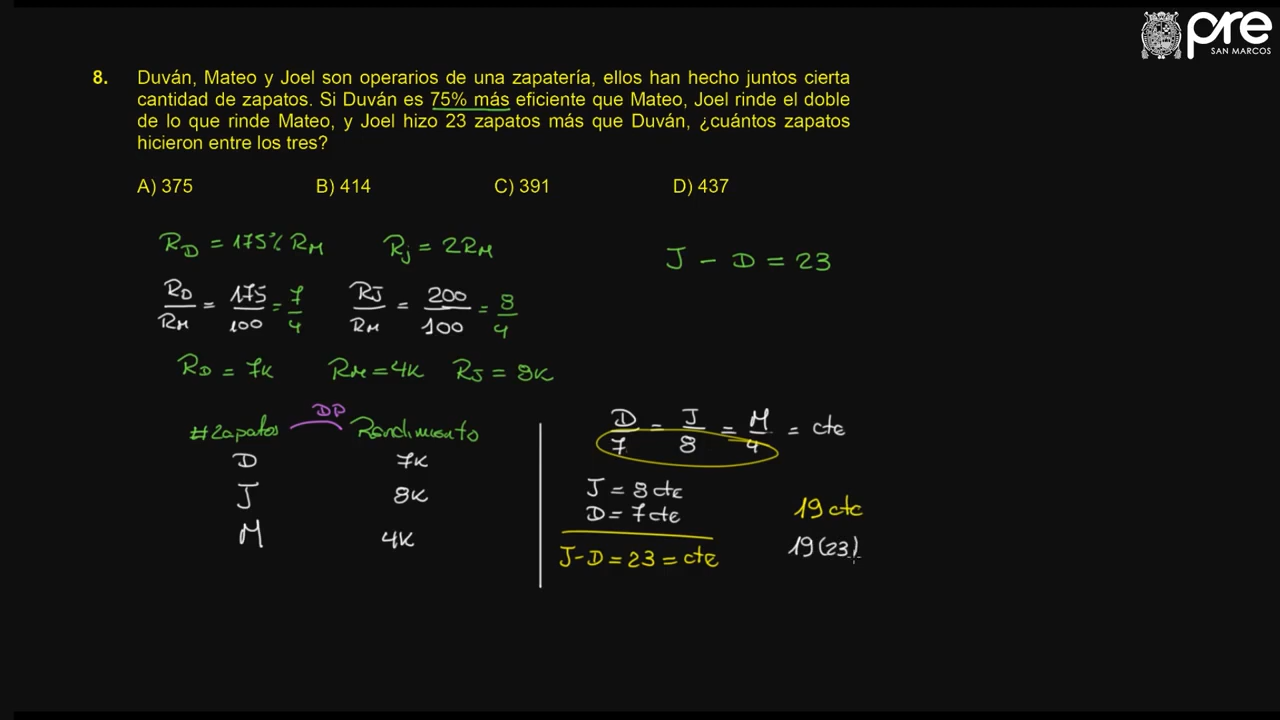 pre
SAN MARCOS
8. Duván, Mateo y Joel son operarios de una zapatería, ellos han hecho juntos cierta
cantidad de zapatos. Si Duván es 75% más eficiente que Mateo, Joel rinde el doble
de lo que rinde Mateo, y Joel hizo 23 zapatos más que Duván, ¿cuántos zapatos
hicieron entre los tres?
A) 375 B) 414 C) 391 D) 437
R_D = 175% R_M R_j = 2R_M J - D = 23
R_D/R_M = 175/100 = 7/4 R_J/R_M = 200/100 = 8/4
R_D = 7K R_M = 4K R_J = 8K
DP
#Zapatos Rendimiento
D 7K
J 8K
M 4K
D/7 = J/8 = M/4 = cte
J = 8 cte
D = 7 cte
J-D = 23 = cte
19 cte
19(23)